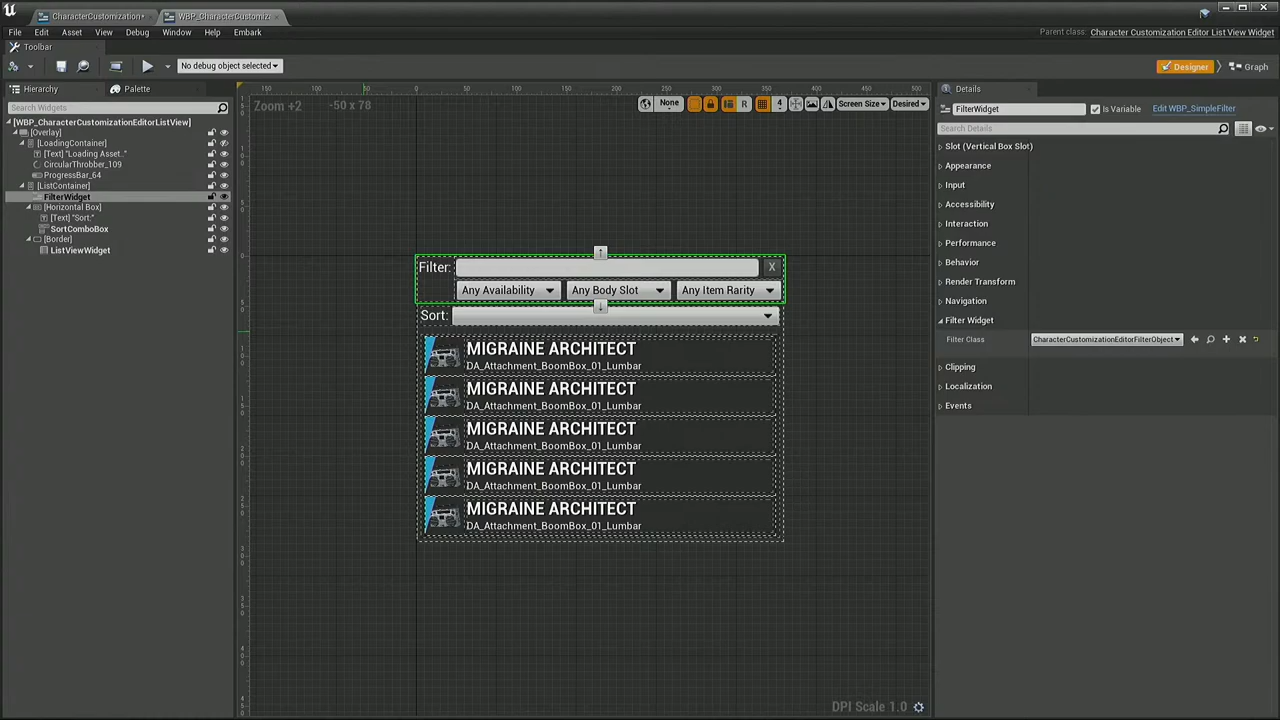 CharacterCustomization*
WBP_CharacterCustomiz
File Edit Asset View Debug Window Help Embark
Parent class: Character Customization Editor List View Widget
Toolbar
No debug object selected
Designer
Graph
Hierarchy
Palette
Search Widgets
[WBP_CharacterCustomizationEditorListView]
[Overlay]
[LoadingContainer]
[Text] "Loading Asset.."
CircularThrobber_109
ProgressBar_64
[ListContainer]
FilterWidget
[Horizontal Box]
[Text] "Sort:"
SortComboBox
[Border]
ListViewWidget
Zoom +2
-50 x 78
None
R
4
Screen Size
Desired
Filter:
X
Any Availability
Any Body Slot
Any Item Rarity
Sort:
MIGRAINE ARCHITECT
DA_Attachment_BoomBox_01_Lumbar
MIGRAINE ARCHITECT
DA_Attachment_BoomBox_01_Lumbar
MIGRAINE ARCHITECT
DA_Attachment_BoomBox_01_Lumbar
MIGRAINE ARCHITECT
DA_Attachment_BoomBox_01_Lumbar
MIGRAINE ARCHITECT
DA_Attachment_BoomBox_01_Lumbar
DPI Scale 1.0
Details
FilterWidget
Is Variable
Edit WBP_SimpleFilter
Search Details
Slot (Vertical Box Slot)
Appearance
Input
Accessibility
Interaction
Performance
Behavior
Render Transform
Navigation
Filter Widget
Filter Class
CharacterCustomizationEditorFilterObject
Clipping
Localization
Events